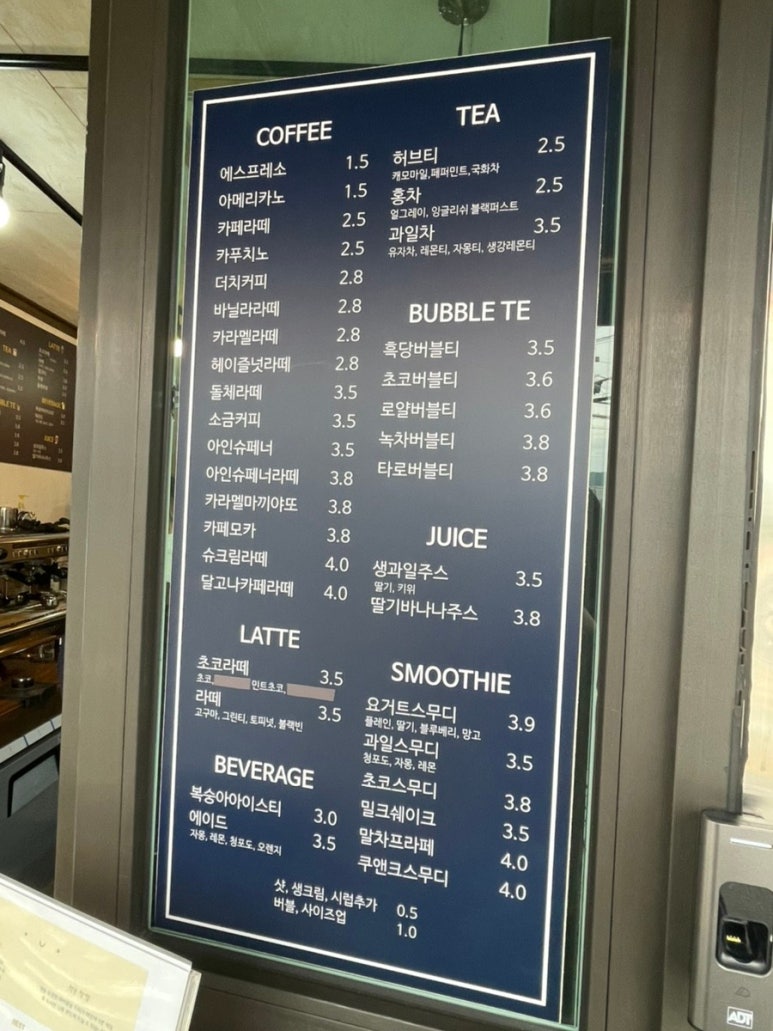 COFFEE
에스프레소 1.5
아메리카노 1.5
카페라떼 2.5
카푸치노 2.5
더치커피 2.8
바닐라라떼 2.8
카라멜라떼 2.8
헤이즐넛라떼 2.8
돌체라떼 3.5
소금커피 3.5
아인슈페너 3.5
아인슈페너라떼 3.8
카라멜마끼야또 3.8
카페모카 3.8
슈크림라떼 4.0
달고나카페라떼 4.0
LATTE
초코라떼 3.5
초코, 민트초코,
라떼 3.5
고구마, 그린티, 토피넛, 블랙빈
BEVERAGE
복숭아아이스티 3.0
에이드 3.5
자몽, 레몬, 청포도, 오렌지
TEA
허브티 2.5
캐모마일,페퍼민트,국화차
홍차 2.5
얼그레이, 잉글리쉬 블랙퍼스트
과일차 3.5
유자차, 레몬티, 자몽티, 생강레몬티
BUBBLE TE
흑당버블티 3.5
초코버블티 3.6
로얄버블티 3.6
녹차버블티 3.8
타로버블티 3.8
JUICE
생과일주스 3.5
딸기, 키위
딸기바나나주스 3.8
SMOOTHIE
요거트스무디 3.9
플레인, 딸기, 블루베리, 망고
과일스무디 3.5
청포도, 자몽, 레몬
초코스무디 3.8
밀크쉐이크 3.5
말차프라페 4.0
쿠앤크스무디 4.0
샷, 생크림, 시럽추가 0.5
버블, 사이즈업 1.0
TEA
LATTE
BEVERAGE
JUICE
ADT